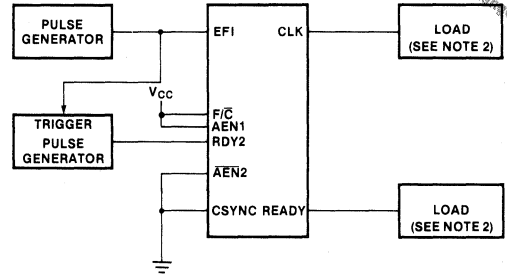 PULSE
GENERATOR
EFI
CLK
LOAD
(SEE NOTE 2)
VCC
TRIGGER
PULSE
GENERATOR
F/C̅
AEN1
RDY2
A̅E̅N̅2
CSYNC READY
LOAD
(SEE NOTE 2)